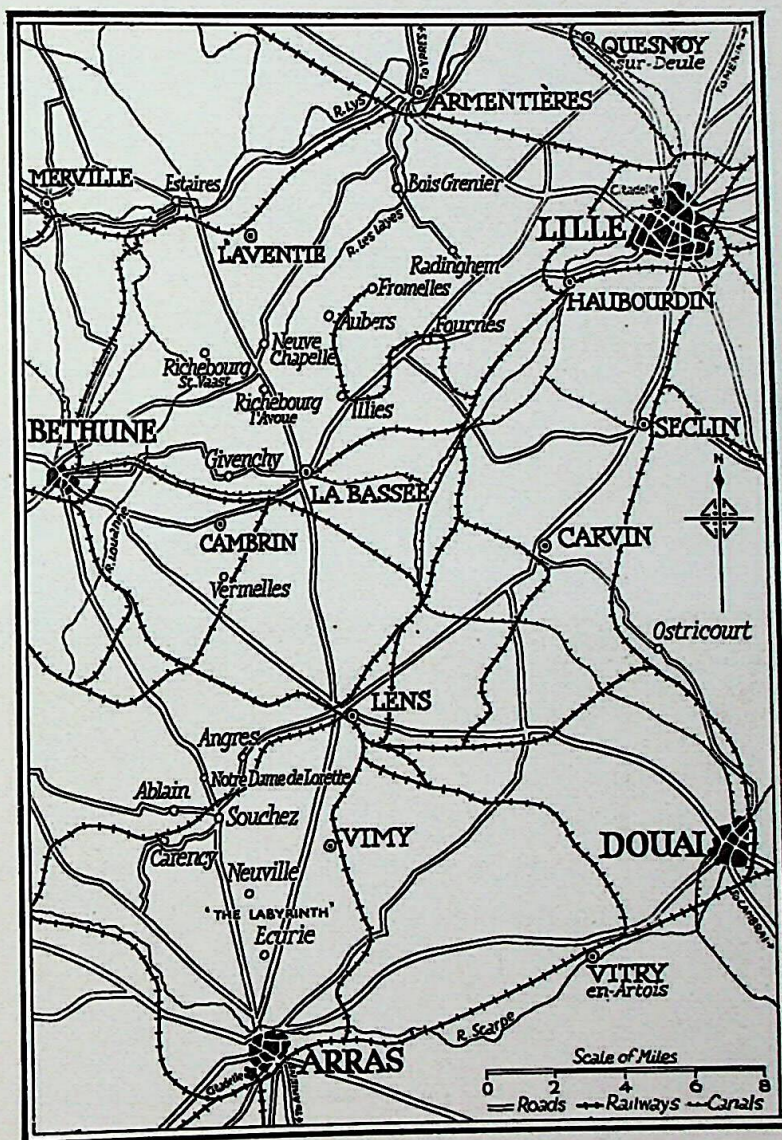 QUESNOY
sur-Deule
To YPRES
To MENIN
R. Lys
ARMENTIÈRES
MERVILLE
Estaires
Bois Grenier
Citadelle
LILLE
LAVENTIE
R. Les Layes
Radinghem
Fromelles
HAUBOURDIN
Aubers
Fournes
Neuve
Chapelle
Richebourg
St. Vaast
Richebourg
l'Avoue
Illies
BETHUNE
SECLIN
Givenchy
N
LA BASSÉE
R. Louane
CAMBRIN
CARVIN
Vermelles
Ostricourt
LENS
Angres
Notre Dame de Lorette
Ablain
Souchez
VIMY
DOUAI
Carency
Neuville
"THE LABYRINTH"
Ecurie
To CAMBRAI
VITRY
en-Artois
R. Scarpe
ARRAS
Citadelle
To AMIENS
Scale of Miles
0 2 4 6 8
Roads Railways Canals